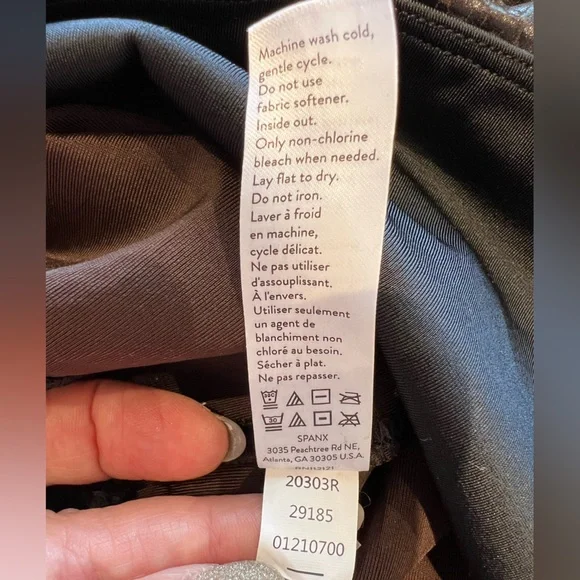 Machine wash cold,
gentle cycle.
Do not use
fabric softener.
Inside out.
Only non-chlorine
bleach when needed.
Lay flat to dry.
Do not iron.
Laver à froid
en machine,
cycle délicat.
Ne pas utiliser
d'assouplissant.
À l'envers.
Utiliser seulement
un agent de
blanchiment non
chloré au besoin.
Sécher à plat.
Ne pas repasser.
30
SPANX
3035 Peachtree Rd NE,
Atlanta, GA 30305 U.S.A.
20303R
29185
01210700